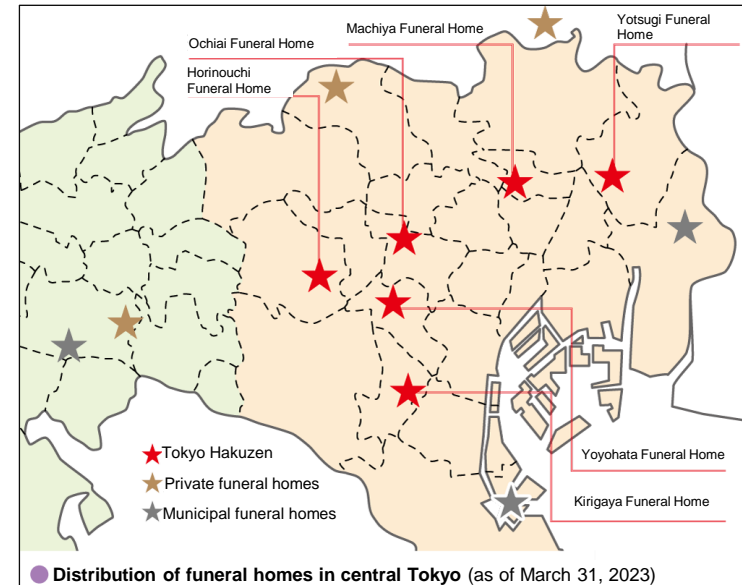 Yotsugi Funeral
Home
Machiya Funeral Home
Ochiai Funeral Home
Horinouchi
Funeral Home
Yoyohata Funeral Home
Kirigaya Funeral Home
Tokyo Hakuzen
Private funeral homes
Municipal funeral homes
Distribution of funeral homes in central Tokyo (as of March 31, 2023)